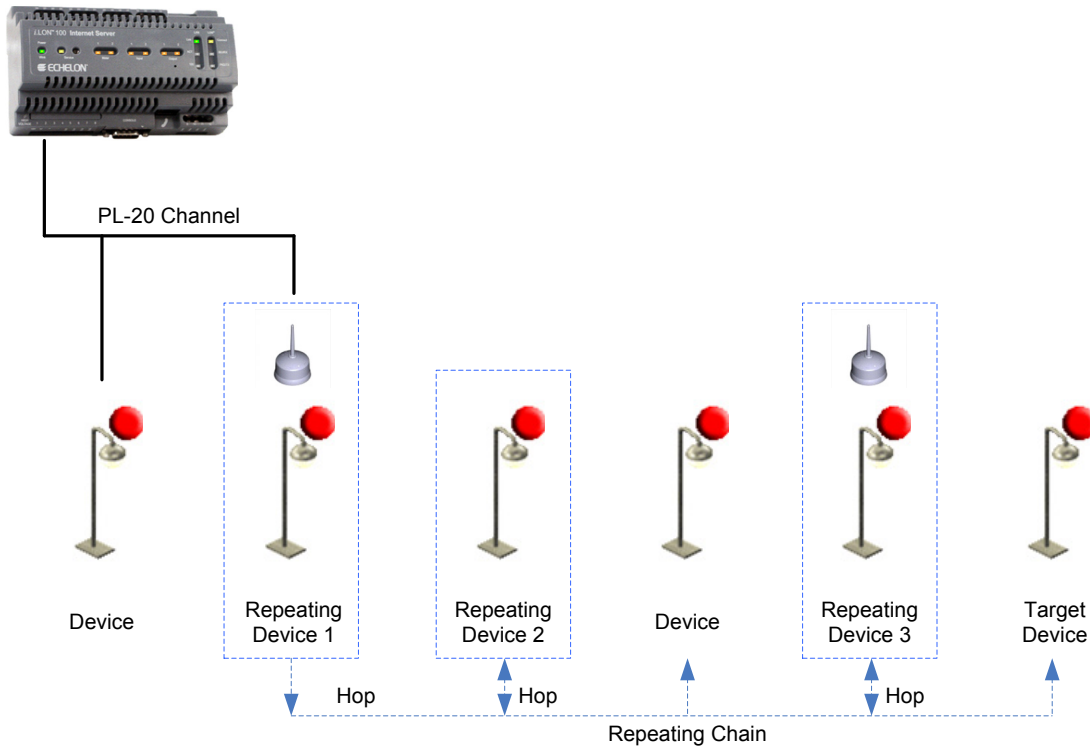 i.LON 100 Internet Server
ECHELON
PL-20 Channel
Device
Repeating
Device 1
Repeating
Device 2
Device
Repeating
Device 3
Target
Device
Hop
Hop
Hop
Repeating Chain